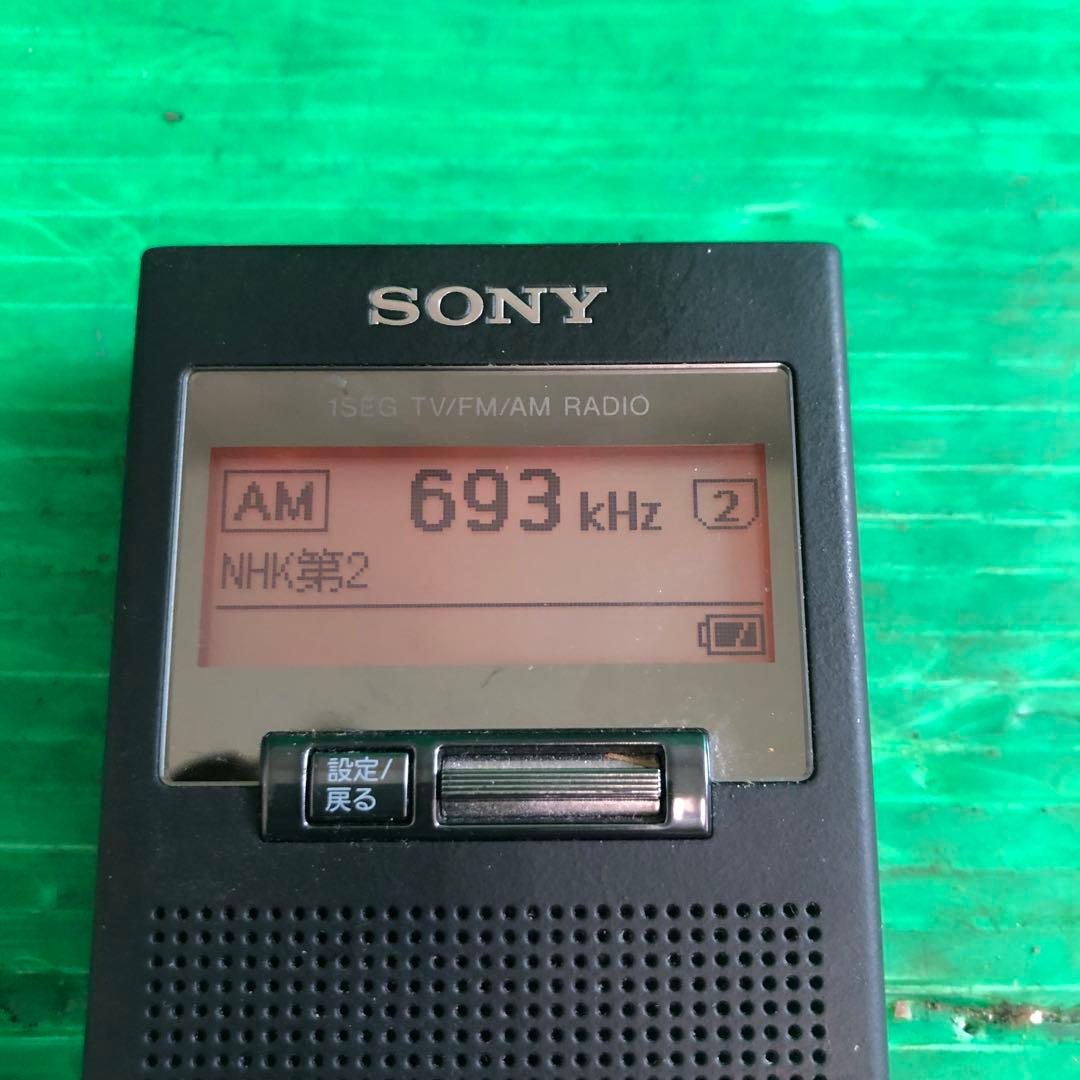 SONY
1SEG TV/FM/AM RADIO
AM 693 kHz 2
NHK第2
設定/
戻る